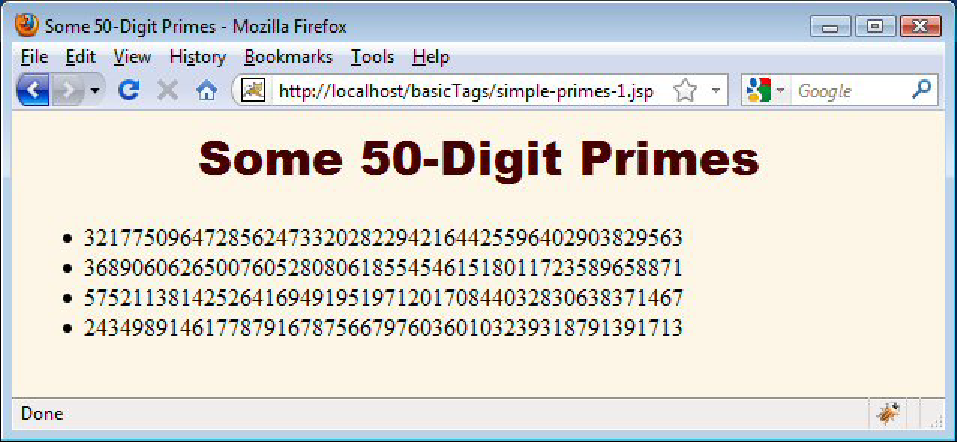 Some 50-Digit Primes - Mozilla Firefox
File Edit View History Bookmarks Tools Help
http://localhost/basicTags/simple-primes-1.jsp Google
Some 50-Digit Primes
• 32177509647285624733202822942164425596402903829563
• 36890606265007605280806185545461518011723589658871
• 57521138142526416949195197120170844032830638371467
• 24349891461778791678756679760360103239318791391713
Done